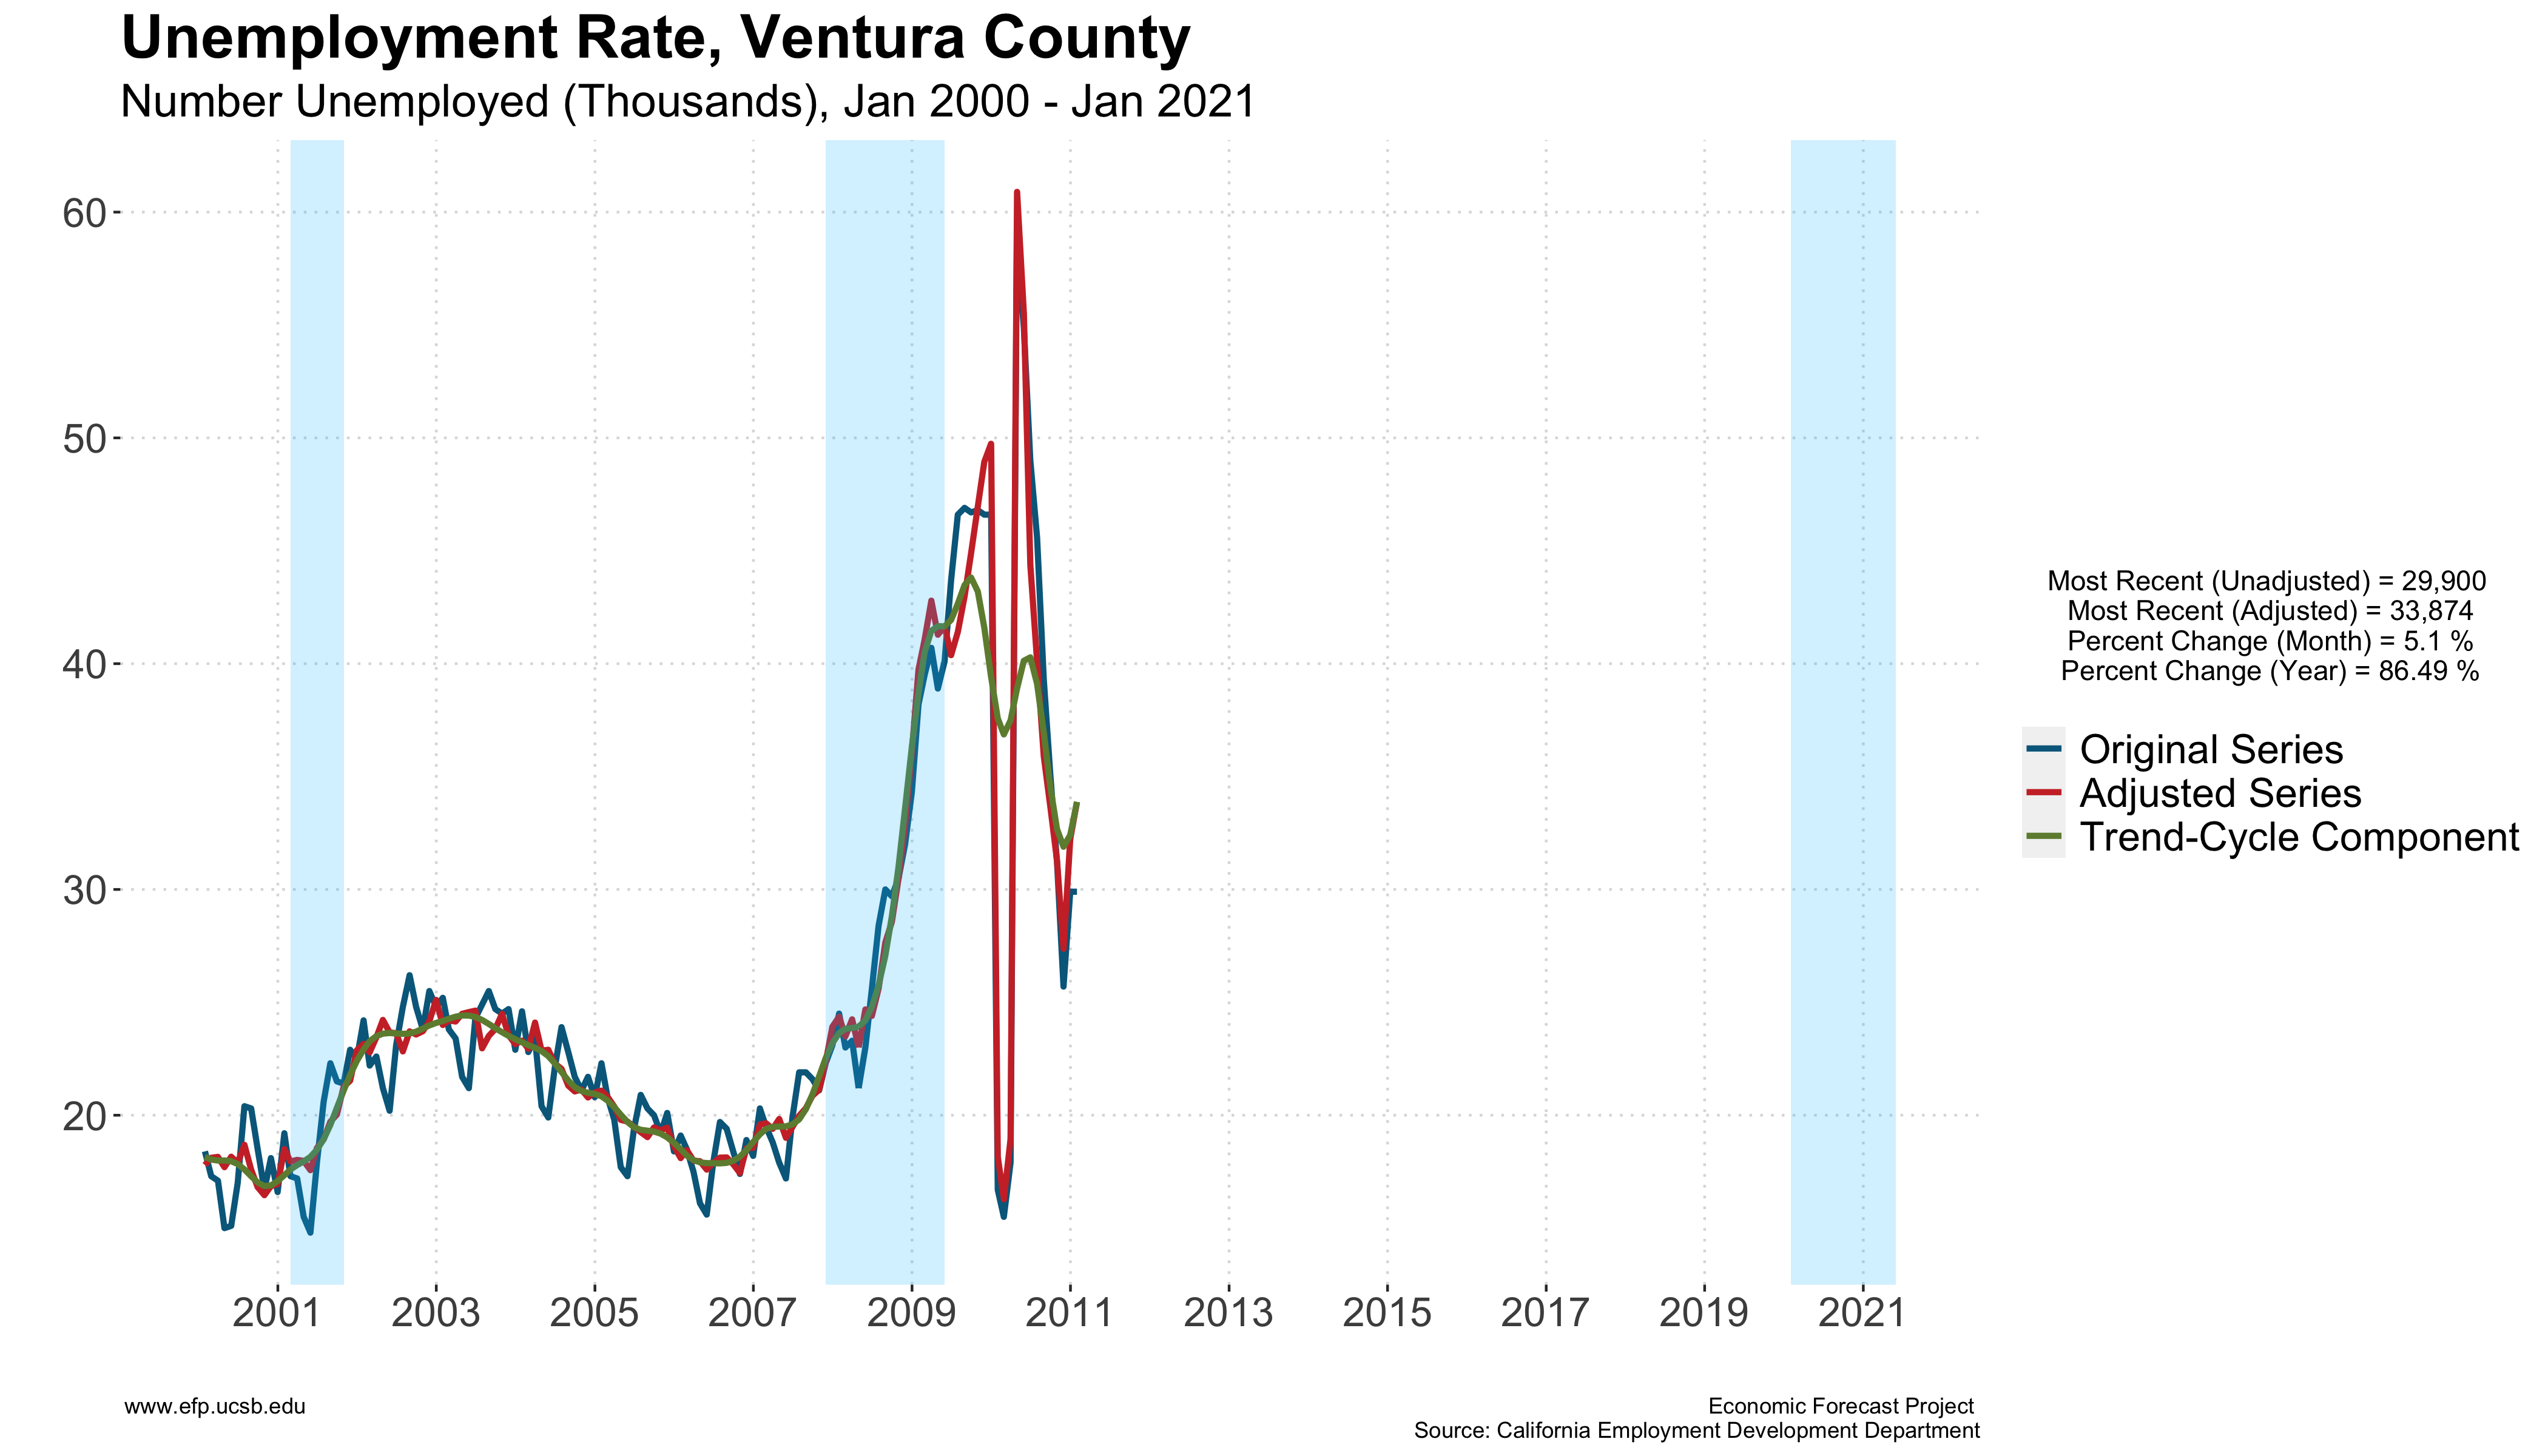 Unemployment Rate, Ventura County
Number Unemployed (Thousands), Jan 2000 - Jan 2021
60
50
40
30
20
2001 2003 2005 2007 2009 2011 2013 2015 2017 2019 2021
Most Recent (Unadjusted) = 29,900
Most Recent (Adjusted) = 33,874
Percent Change (Month) = 5.1 %
Percent Change (Year) = 86.49 %
Original Series
Adjusted Series
Trend-Cycle Component
www.efp.ucsb.edu
Economic Forecast Project
Source: California Employment Development Department